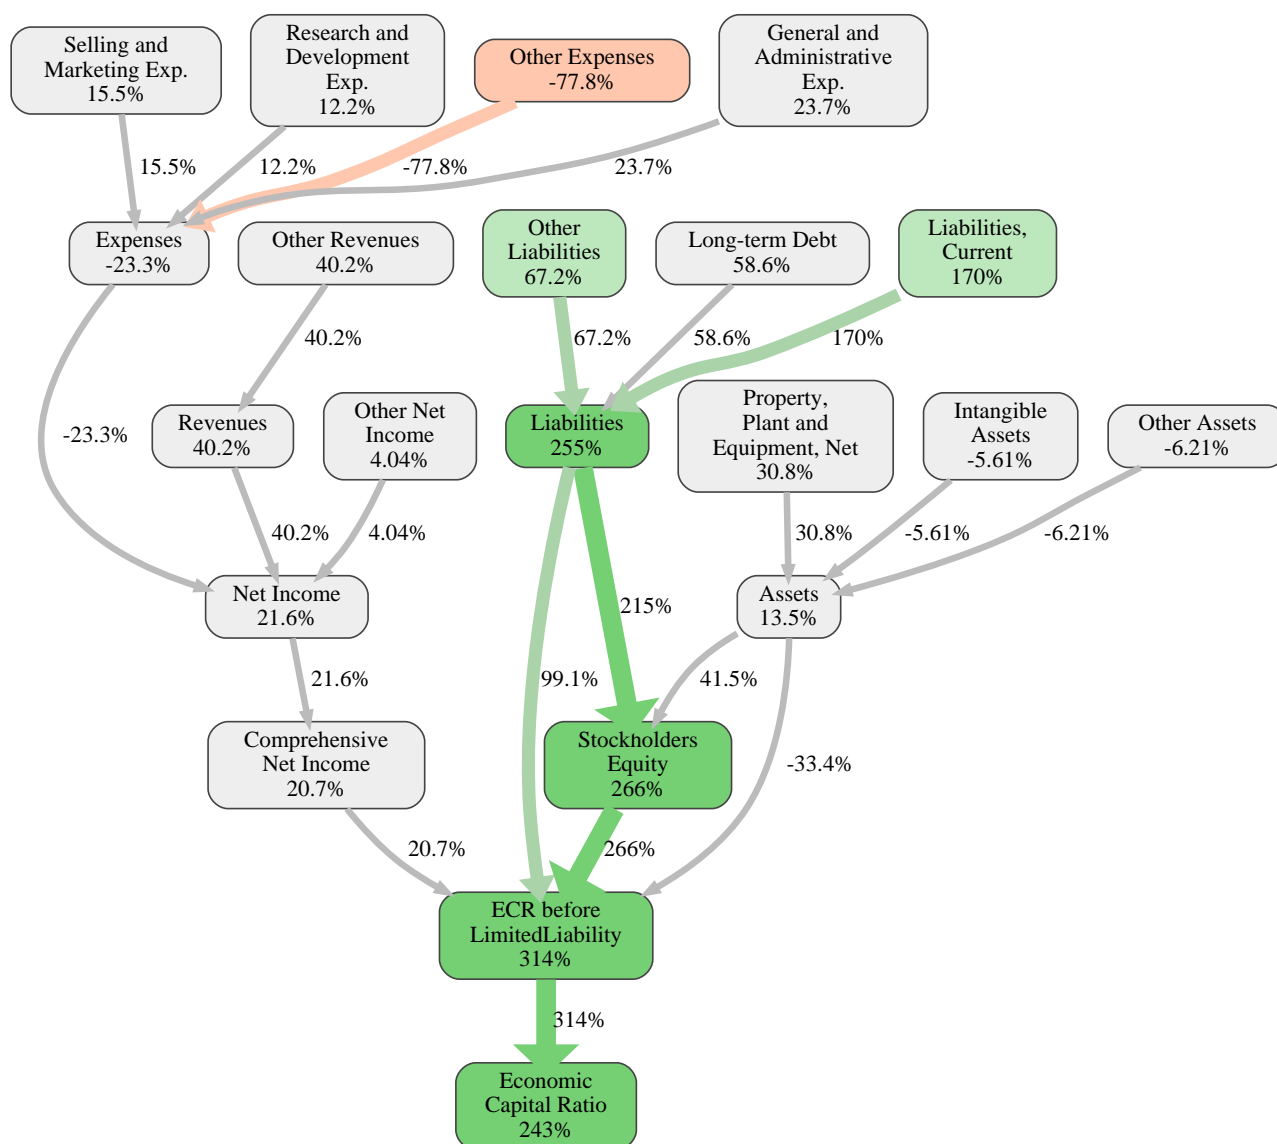 Selling and
Marketing Exp.
15.5%
Research and
Development
Exp.
12.2%
Other Expenses
-77.8%
General and
Administrative
Exp.
23.7%
15.5%
12.2%
-77.8%
23.7%
Expenses
-23.3%
Other Revenues
40.2%
Other
Liabilities
67.2%
Long-term Debt
58.6%
Liabilities,
Current
170%
40.2%
67.2%
58.6%
170%
-23.3%
Revenues
40.2%
Other Net
Income
4.04%
Liabilities
255%
Property,
Plant and
Equipment, Net
30.8%
Intangible
Assets
-5.61%
Other Assets
-6.21%
40.2%
4.04%
30.8%
-5.61%
-6.21%
Net Income
21.6%
215%
Assets
13.5%
21.6%
99.1%
41.5%
-33.4%
Comprehensive
Net Income
20.7%
Stockholders
Equity
266%
20.7%
266%
ECR before
LimitedLiability
314%
314%
Economic
Capital Ratio
243%